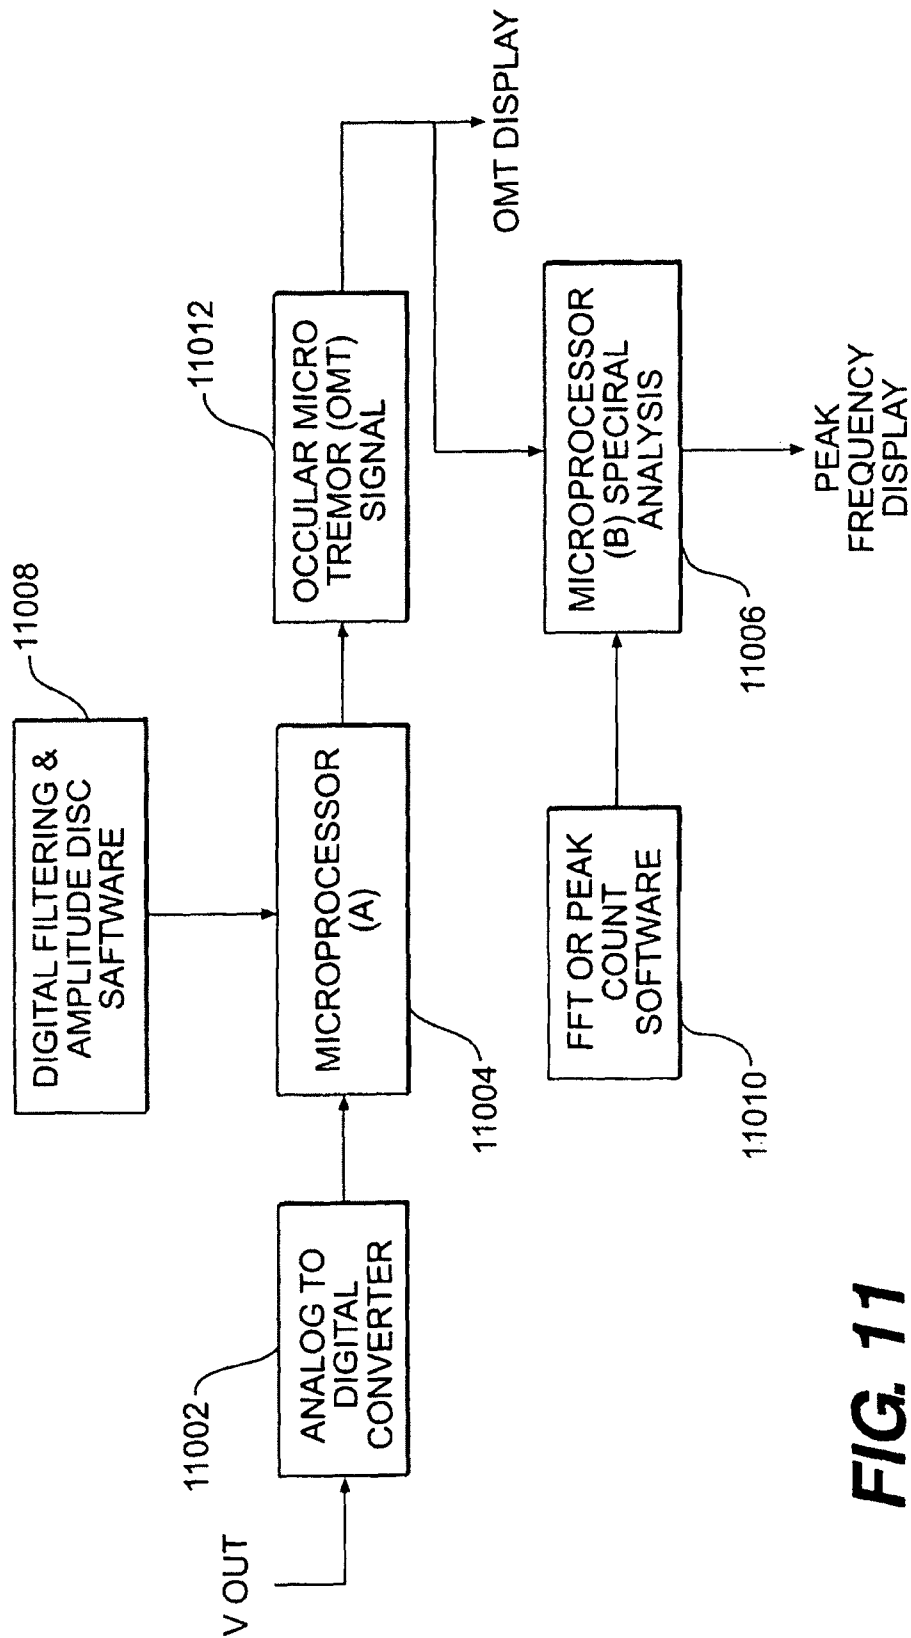 11008
DIGITAL FILTERING &
AMPLITUDE DISC
SAFTWARE
V OUT
11002
ANALOG TO
DIGITAL
CONVERTER
MICROPROCESSOR
(A)
11004
11012
OCCULAR MICRO
TREMOR (OMT)
SIGNAL
OMT DISPLAY
FFT OR PEAK
COUNT
SOFTWARE
11010
MICROPROCESSOR
(B) SPECIRAL
ANALYSIS
11006
PEAK
FREQUENCY
DISPLAY
FIG. 11